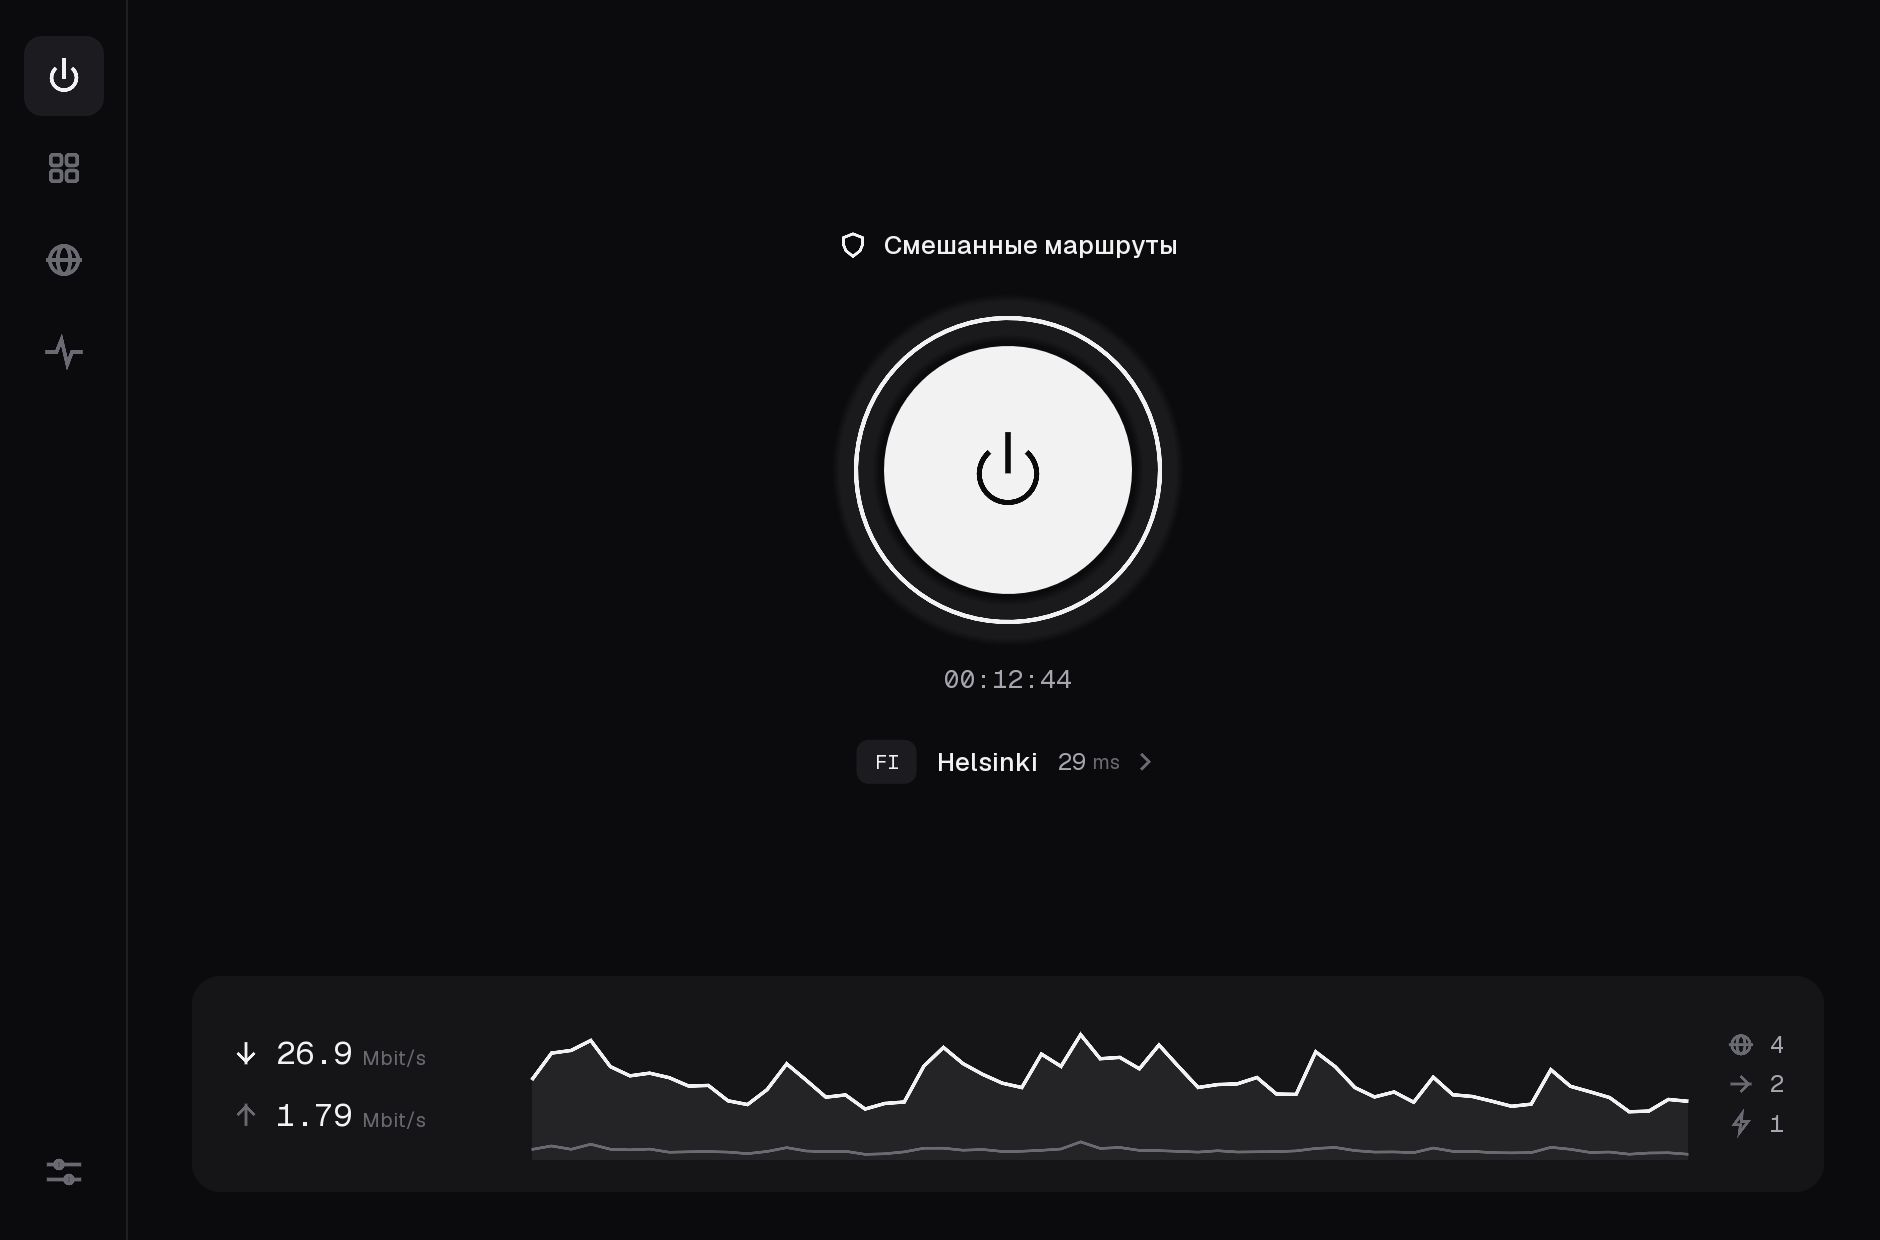 Смешанные маршруты
00:12:44
FI Helsinki 29 ms
26.9 Mbit/s
1.79 Mbit/s
4
2
1